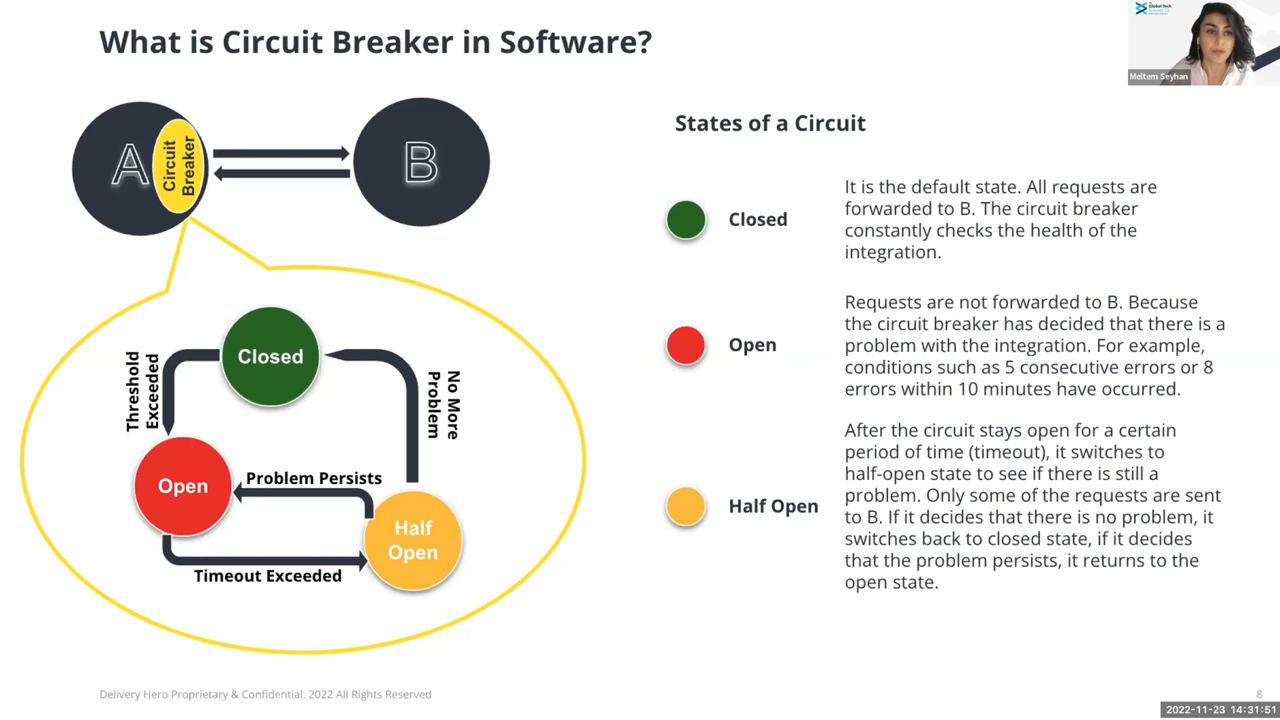 What is Circuit Breaker in Software?
Global Tech
Meltem Seyhan
A
Circuit
Breaker
B
Closed
Threshold
Exceeded
No More
Problem
Open
Problem Persists
Half
Open
Timeout Exceeded
States of a Circuit
Closed
It is the default state. All requests are
forwarded to B. The circuit breaker
constantly checks the health of the
integration.
Open
Requests are not forwarded to B. Because
the circuit breaker has decided that there is a
problem with the integration. For example,
conditions such as 5 consecutive errors or 8
errors within 10 minutes have occurred.
Half Open
After the circuit stays open for a certain
period of time (timeout), it switches to
half-open state to see if there is still a
problem. Only some of the requests are sent
to B. If it decides that there is no problem, it
switches back to closed state, if it decides
that the problem persists, it returns to the
open state.
Delivery Hero Proprietary & Confidential. 2022 All Rights Reserved
8
2022-11-23 14:31:51